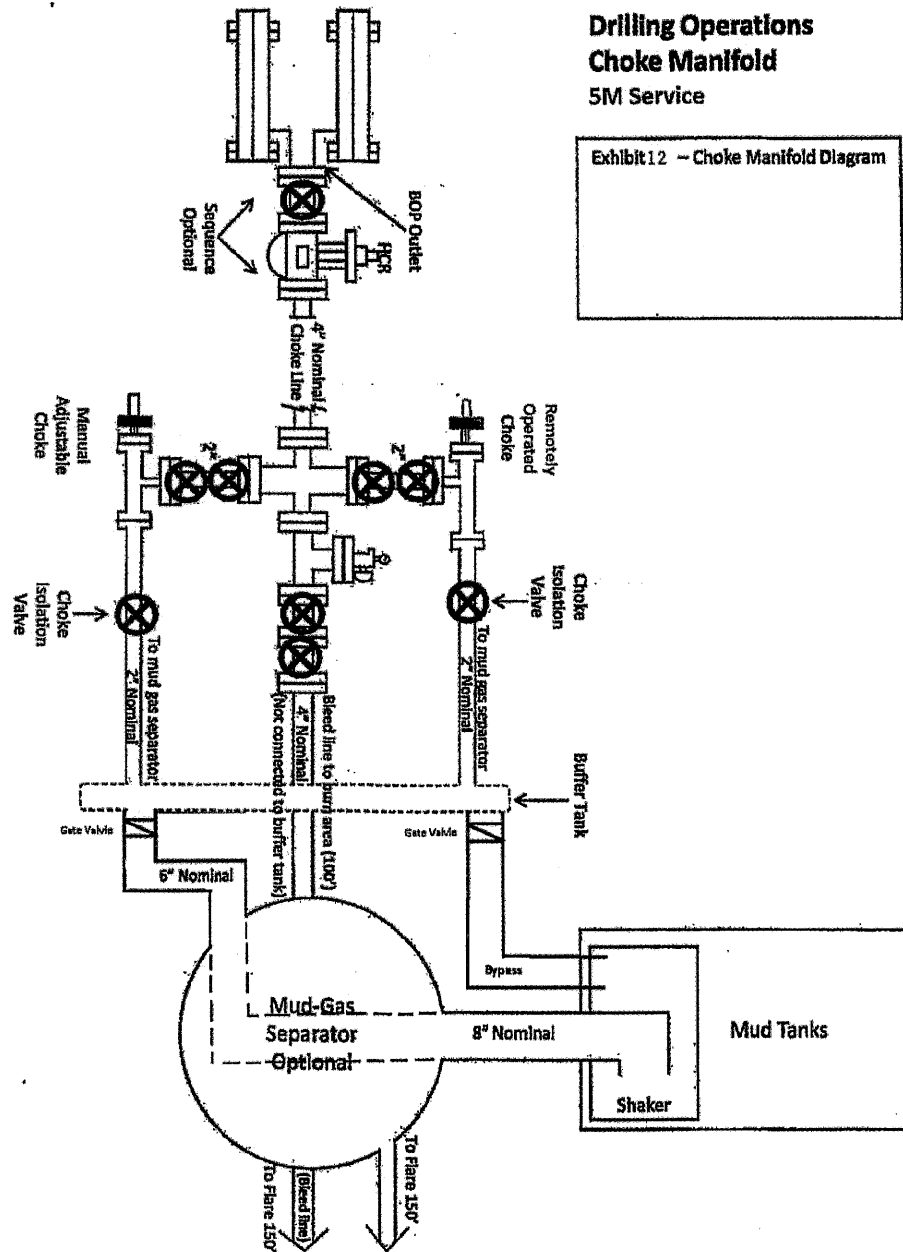 Drilling Operations
Choke Manifold
5M Service
Exhibit 12 – Choke Manifold Diagram
BOP Outlet
HCR
Sequence
Optional
4" Nominal
Choke Line
Manual
Adjustable
Choke
2"
2"
Remotely
Operated
Choke
Choke
Isolation
Valve
Choke
Isolation
Valve
To mud gas separator
2" Nominal
Bleed line to burn area (100')
4" Nominal
(Not connected to buffer tank)
To mud gas separator
2" Nominal
Buffer
Tank
Gate Valve
Gate Valve
6" Nominal
Bypass
Mud-Gas
Separator
Optional
8" Nominal
Mud Tanks
Shaker
To Flare 150'
(Bleed line)
To Flare 150'